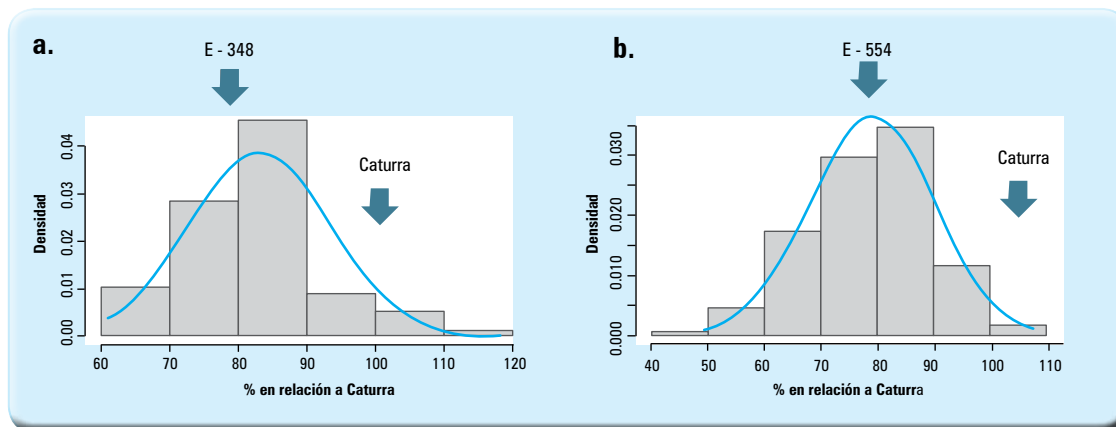 a.
E - 348
Caturra
Densidad
0.04
0.03
0.02
0.01
0.00
60 70 80 90 100 110 120
% en relación a Caturra
b.
E - 554
Caturra
Densidad
0.030
0.020
0.010
0.000
40 50 60 70 80 90 100 110
% en relación a Caturra